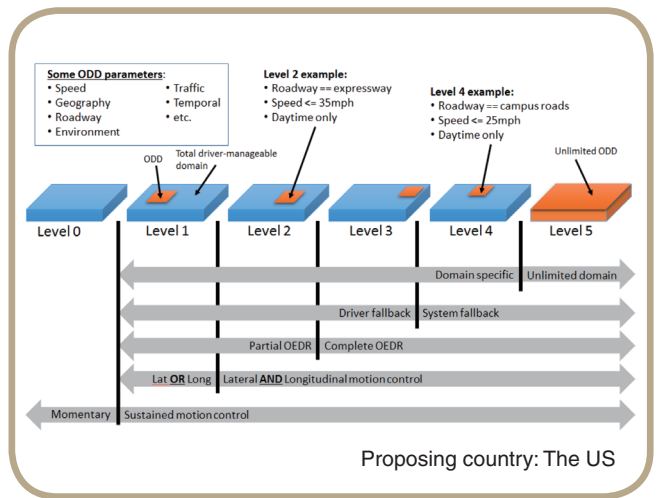 Some ODD parameters:
• Speed
• Geography
• Roadway
• Environment
• Traffic
• Temporal
• etc.
Level 2 example:
• Roadway == expressway
• Speed <= 35mph
• Daytime only
Level 4 example:
• Roadway == campus roads
• Speed <= 25mph
• Daytime only
ODD
Total driver-manageable
domain
Unlimited ODD
Level 0
Level 1
Level 2
Level 3
Level 4
Level 5
Domain specific
Unlimited domain
Driver fallback
System fallback
Partial OEDR
Complete OEDR
Lat OR Long
Lateral AND Longitudinal motion control
Momentary
Sustained motion control
Proposing country: The US